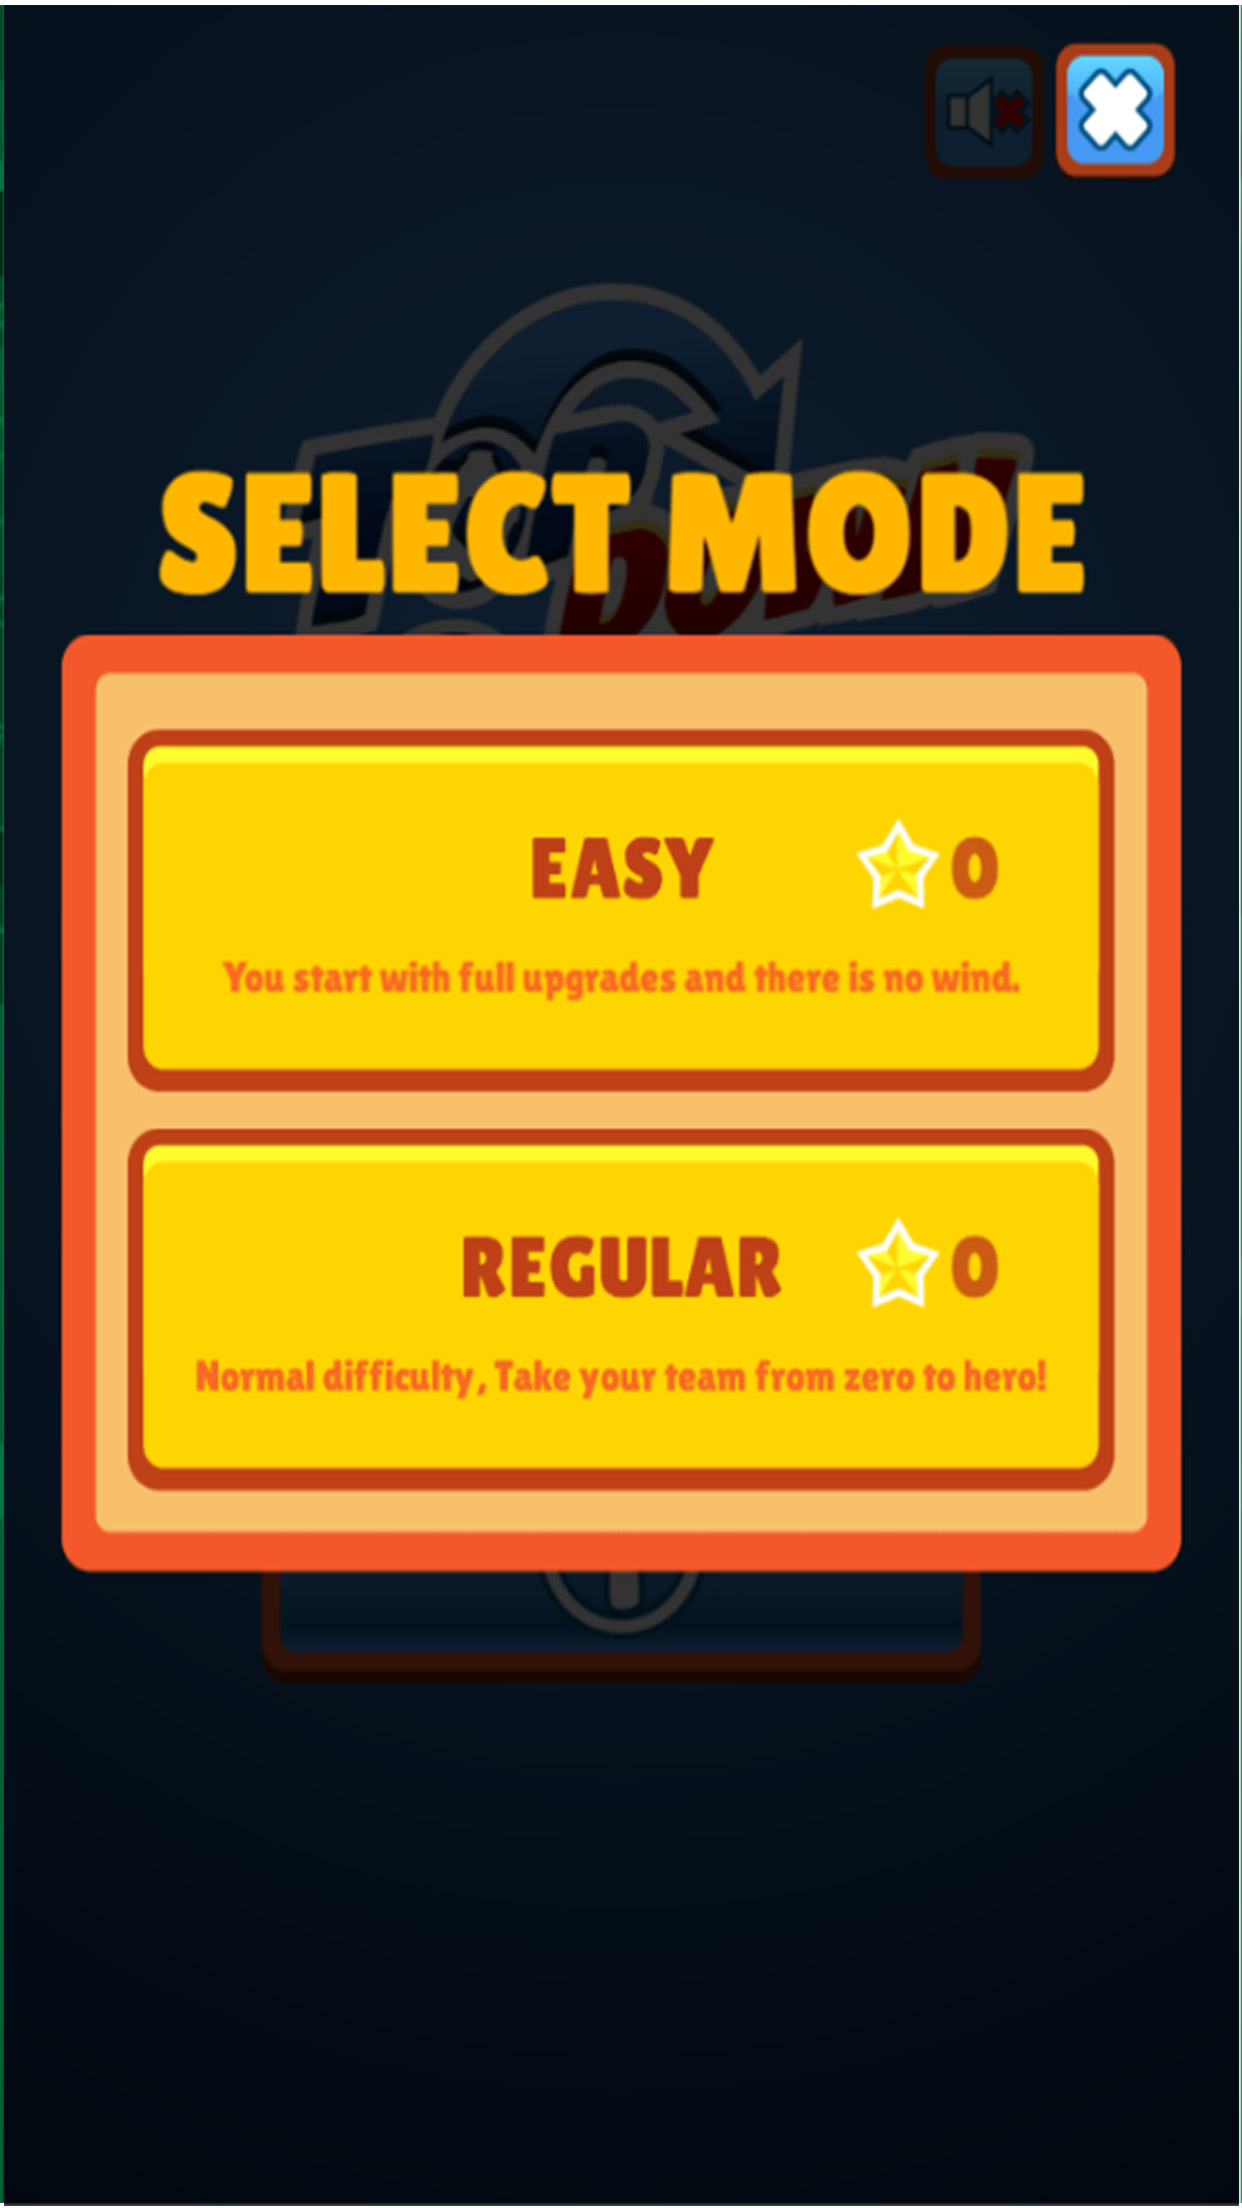 SELECT MODE
EASY 0
You start with full upgrades and there is no wind.
REGULAR 0
Normal difficulty, Take your team from zero to hero!